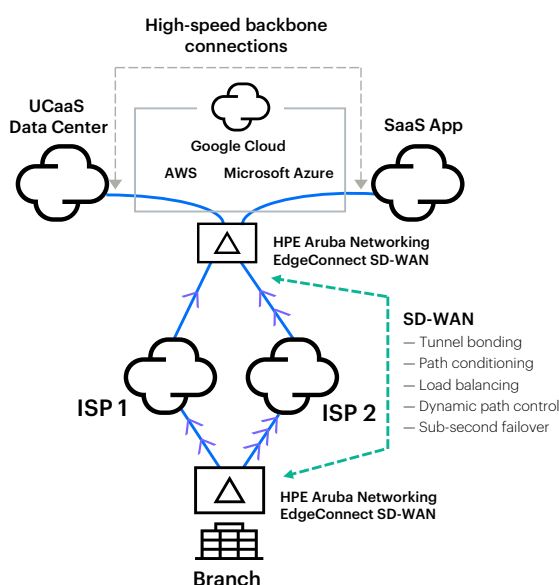 High-speed backbone
connections
UCaaS
Data Center
Google Cloud
AWS
Microsoft Azure
SaaS App
HPE Aruba Networking
EdgeConnect SD-WAN
SD-WAN
— Tunnel bonding
— Path conditioning
— Load balancing
— Dynamic path control
— Sub-second failover
ISP 1
ISP 2
HPE Aruba Networking
EdgeConnect SD-WAN
Branch